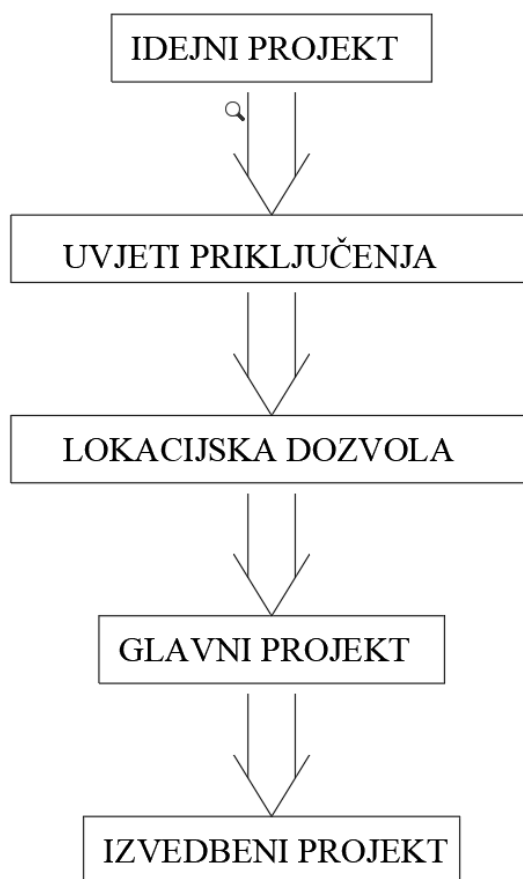 IDEJNI PROJEKT
UVJETI PRIKLJUČENJA
LOKACIJSKA DOZVOLA
GLAVNI PROJEKT
IZVEDBENI PROJEKT